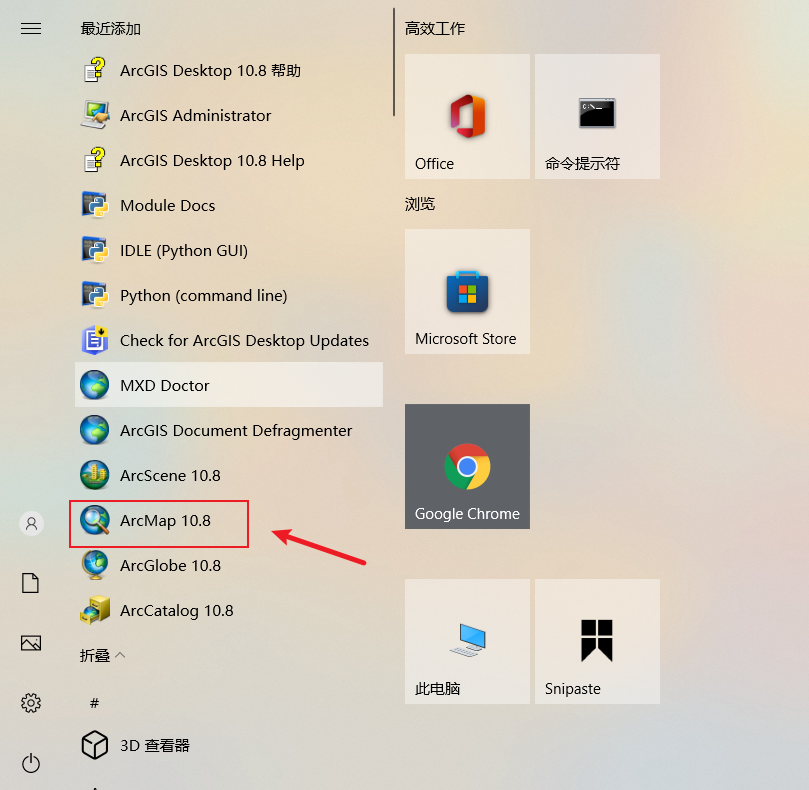 最近添加
ArcGIS Desktop 10.8 帮助
ArcGIS Administrator
ArcGIS Desktop 10.8 Help
Module Docs
IDLE (Python GUI)
Python (command line)
Check for ArcGIS Desktop Updates
MXD Doctor
ArcGIS Document Defragmenter
ArcScene 10.8
ArcMap 10.8
ArcGlobe 10.8
ArcCatalog 10.8
折叠
#
3D 查看器
高效工作
Office
命令提示符
浏览
Microsoft Store
Google Chrome
此电脑
Snipaste